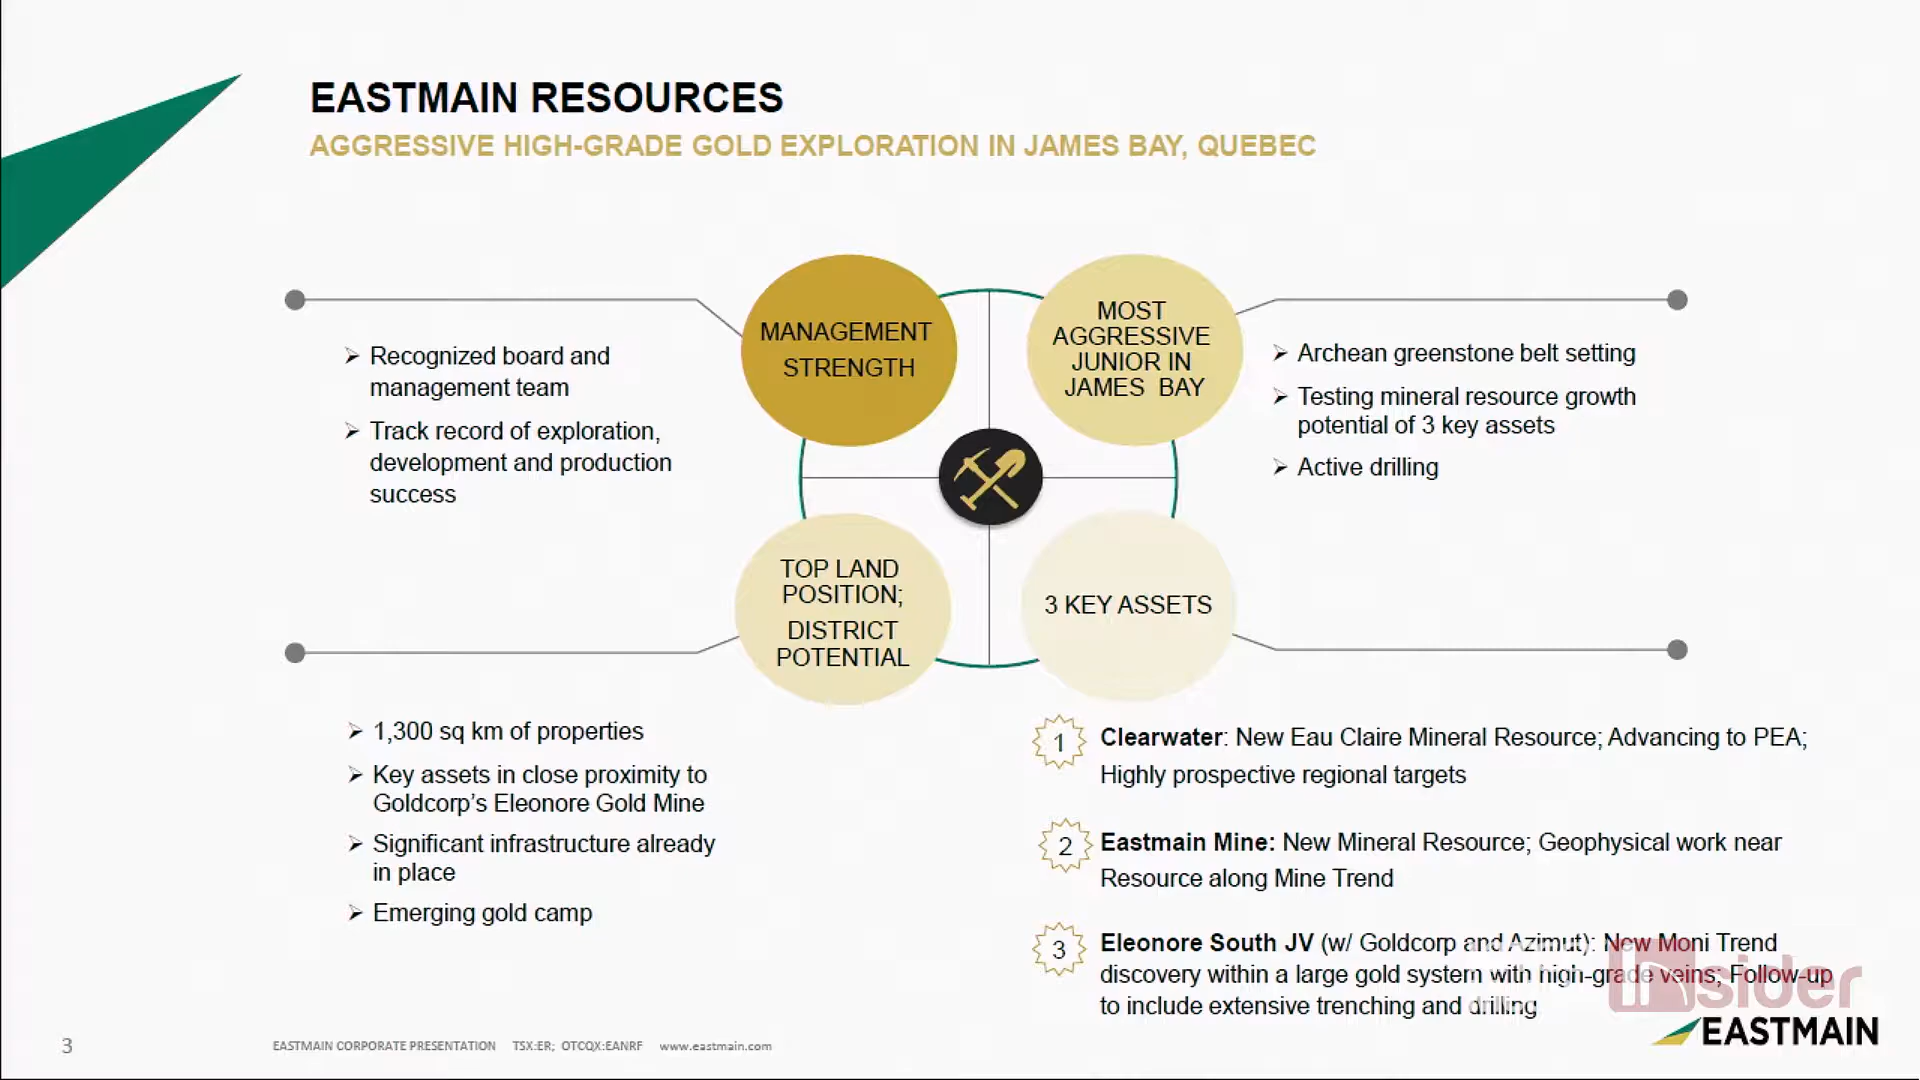 EASTMAIN RESOURCES
AGGRESSIVE HIGH-GRADE GOLD EXPLORATION IN JAMES BAY, QUEBEC
MANAGEMENT
STRENGTH
Recognized board and
management team
Track record of exploration,
development and production
success
MOST
AGGRESSIVE
JUNIOR IN
JAMES BAY
Archean greenstone belt setting
Testing mineral resource growth
potential of 3 key assets
Active drilling
TOP LAND
POSITION;
DISTRICT
POTENTIAL
1,300 sq km of properties
Key assets in close proximity to
Goldcorp's Eleonore Gold Mine
Significant infrastructure already
in place
Emerging gold camp
3 KEY ASSETS
1 Clearwater: New Eau Claire Mineral Resource; Advancing to PEA;
Highly prospective regional targets
2 Eastmain Mine: New Mineral Resource; Geophysical work near
Resource along Mine Trend
3 Eleonore South JV (w/ Goldcorp and Azimut): New Moni Trend
discovery within a large gold system with high-grade veins; Follow-up
to include extensive trenching and drilling
insider
EASTMAIN
3
EASTMAIN CORPORATE PRESENTATION TSX:ER; OTCQX:EANRF www.eastmain.com